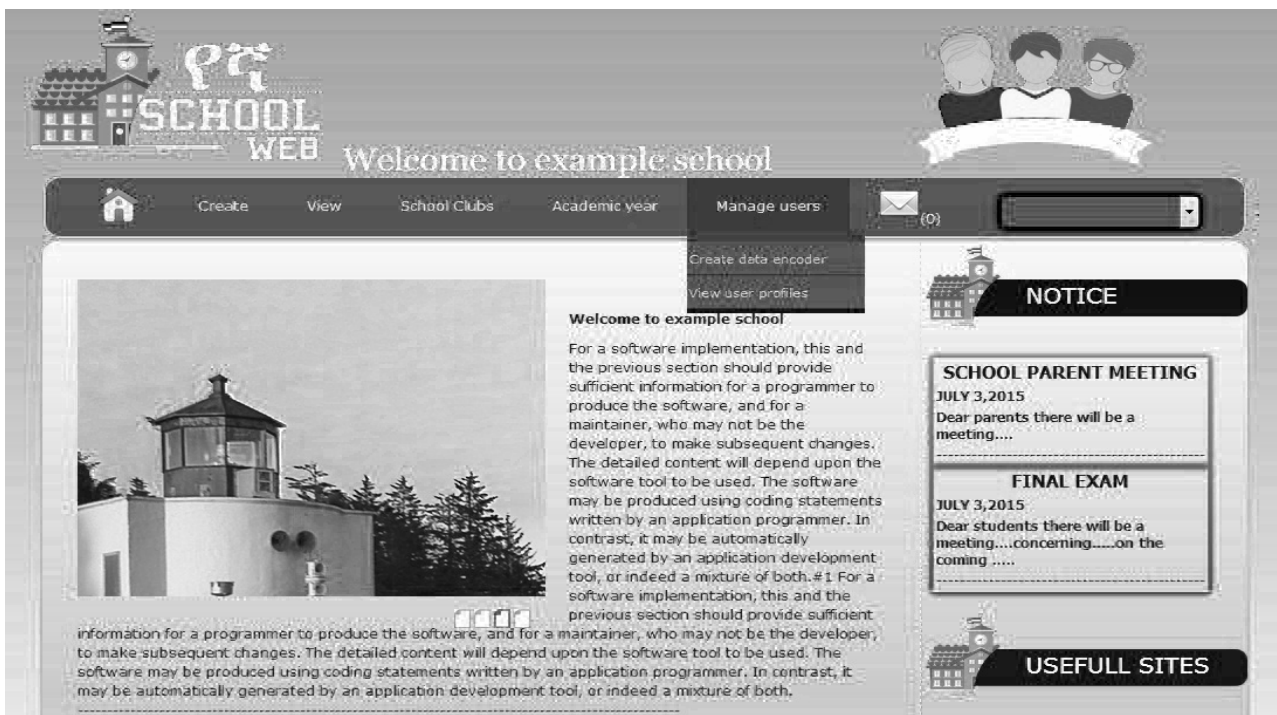 የኛ
SCHOOL
WEB
Welcome to example school
Create View School Clubs Academic year Manage users (0)
Create data encoder
View user profiles
Welcome to example school
For a software implementation, this and
the previous section should provide
sufficient information for a programmer to
produce the software, and for a
maintainer, who may not be the
developer, to make subsequent changes.
The detailed content will depend upon the
software tool to be used. The software
may be produced using coding statements
written by an application programmer. In
contrast, it may be automatically
generated by an application development
tool, or indeed a mixture of both.#1 For a
software implementation, this and the
previous section should provide sufficient
information for a programmer to produce the software, and for a maintainer, who may not be the developer,
to make subsequent changes. The detailed content will depend upon the software tool to be used. The
software may be produced using coding statements written by an application programmer. In contrast, it
may be automatically generated by an application development tool, or indeed a mixture of both.
NOTICE
SCHOOL PARENT MEETING
JULY 3,2015
Dear parents there will be a
meeting....
FINAL EXAM
JULY 3,2015
Dear students there will be a
meeting....concerning.....on the
coming .....
USEFULL SITES